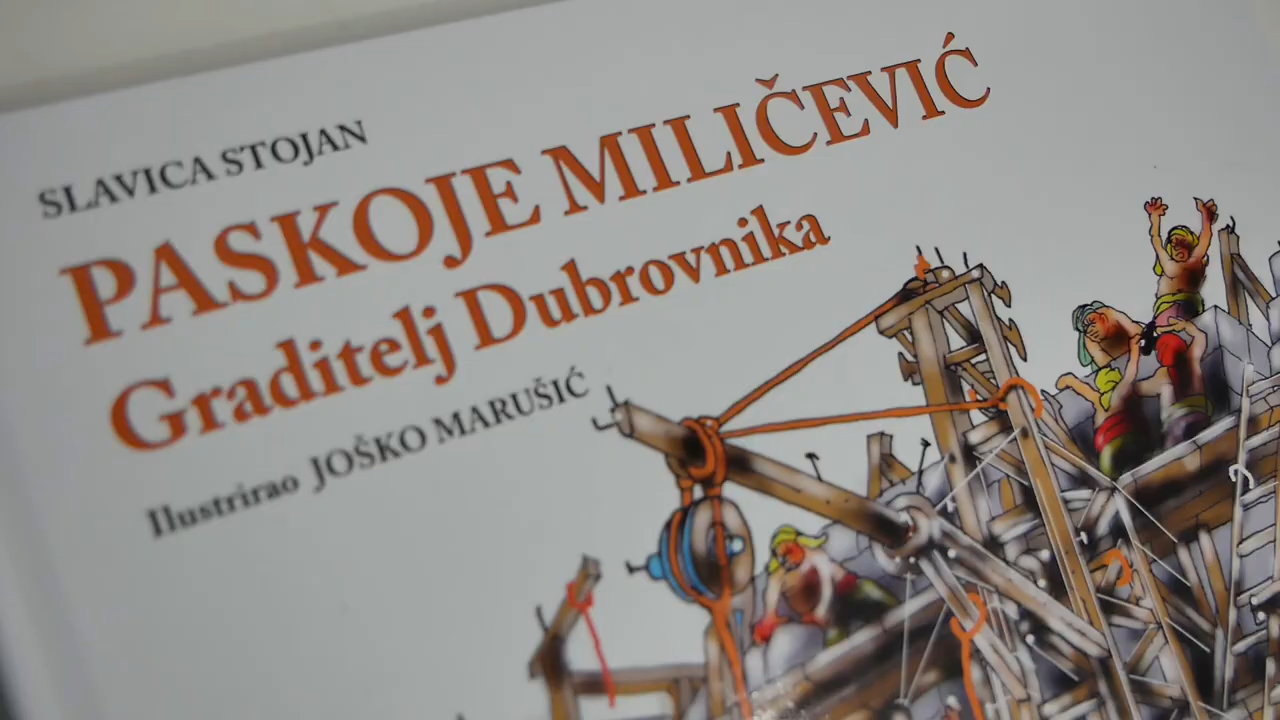 SLAVICA STOJAN
PASKOJE MILIČEVIĆ
Graditelj Dubrovnika
Ilustrirao JOŠKO MARUŠIĆ